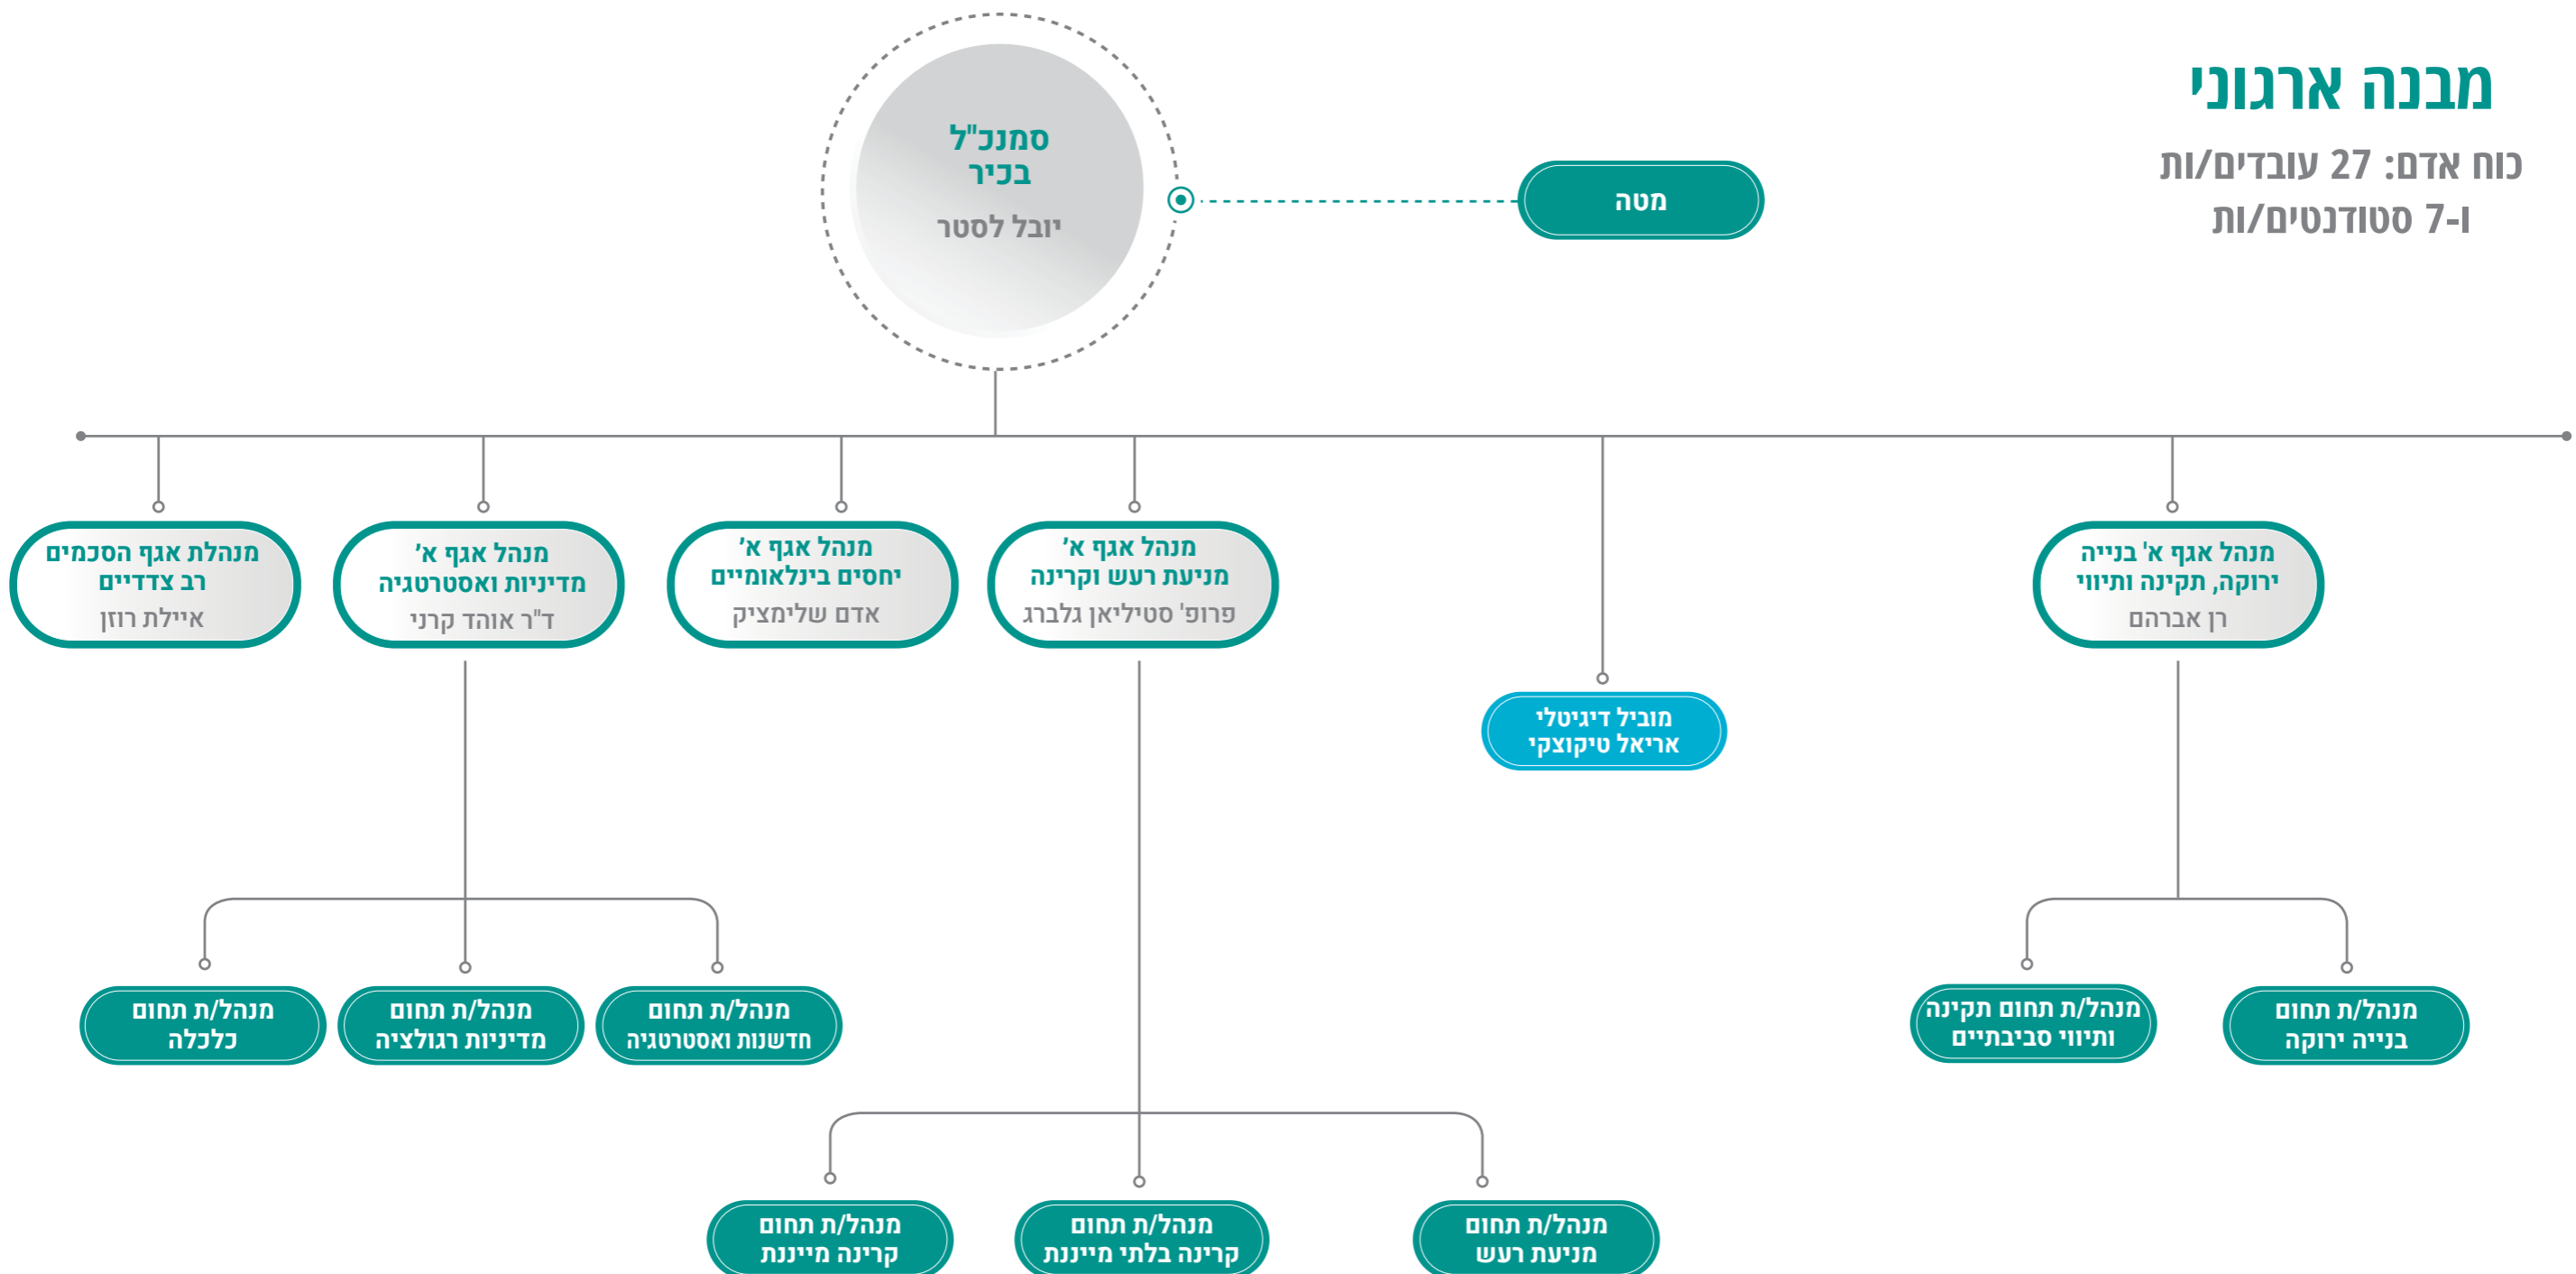 מבנה ארגוני
כוח אדם: 27 עובדים/ות
ו-7 סטודנטים/ות
סמנכ"ל
בכיר
יובל לסטר
מטה
מנהל אגף א' בנייה
ירוקה, תקינה ותיווי
רן אברהם
מנהל אגף א׳
מניעת רעש וקרינה
פרופ' סטיליאן גלברג
מנהל אגף א׳
יחסים בינלאומיים
אדם שלימציק
מנהל אגף א׳
מדיניות ואסטרטגיה
ד"ר אוהד קרני
מנהלת אגף הסכמים
רב צדדיים
איילת רוזן
מוביל דיגיטלי
אריאל טיקוצקי
מנהל/ת תחום
בנייה ירוקה
מנהל/ת תחום תקינה
ותיווי סביבתיים
מנהל/ת תחום
חדשנות ואסטרטגיה
מנהל/ת תחום
מדיניות רגולציה
מנהל/ת תחום
כלכלה
מנהל/ת תחום
מניעת רעש
מנהל/ת תחום
קרינה בלתי מייננת
מנהל/ת תחום
קרינה מייננת